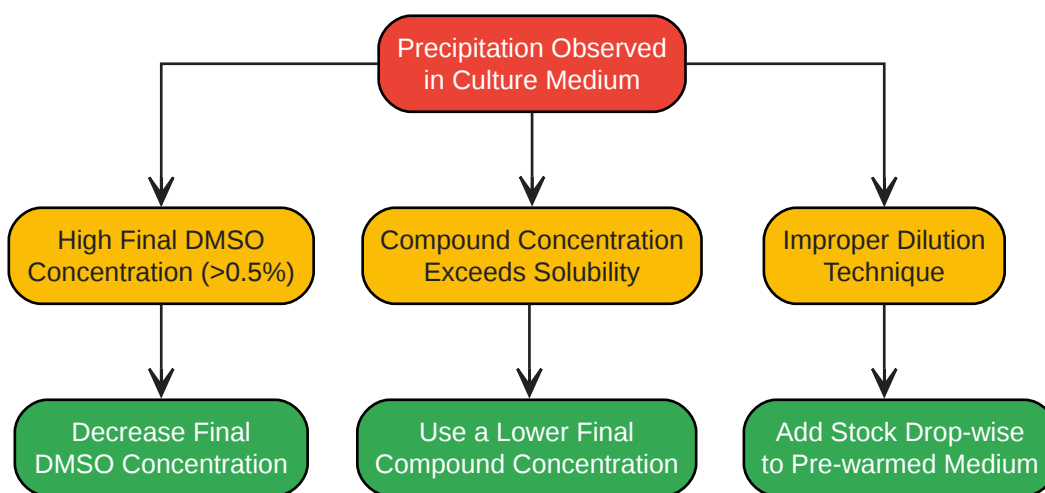 Precipitation Observed
in Culture Medium
High Final DMSO
Concentration (>0.5%)
Compound Concentration
Exceeds Solubility
Improper Dilution
Technique
Decrease Final
DMSO Concentration
Use a Lower Final
Compound Concentration
Add Stock Drop-wise
to Pre-warmed Medium